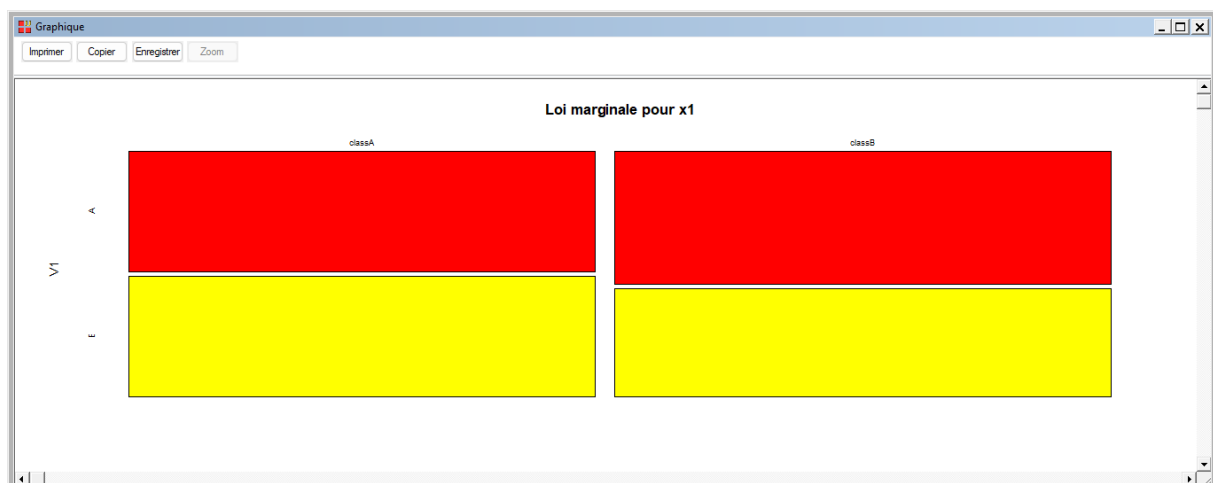 Graphique
Imprimer Copier Enregistrer Zoom
Loi marginale pour x1
classA classB
A
V1
E